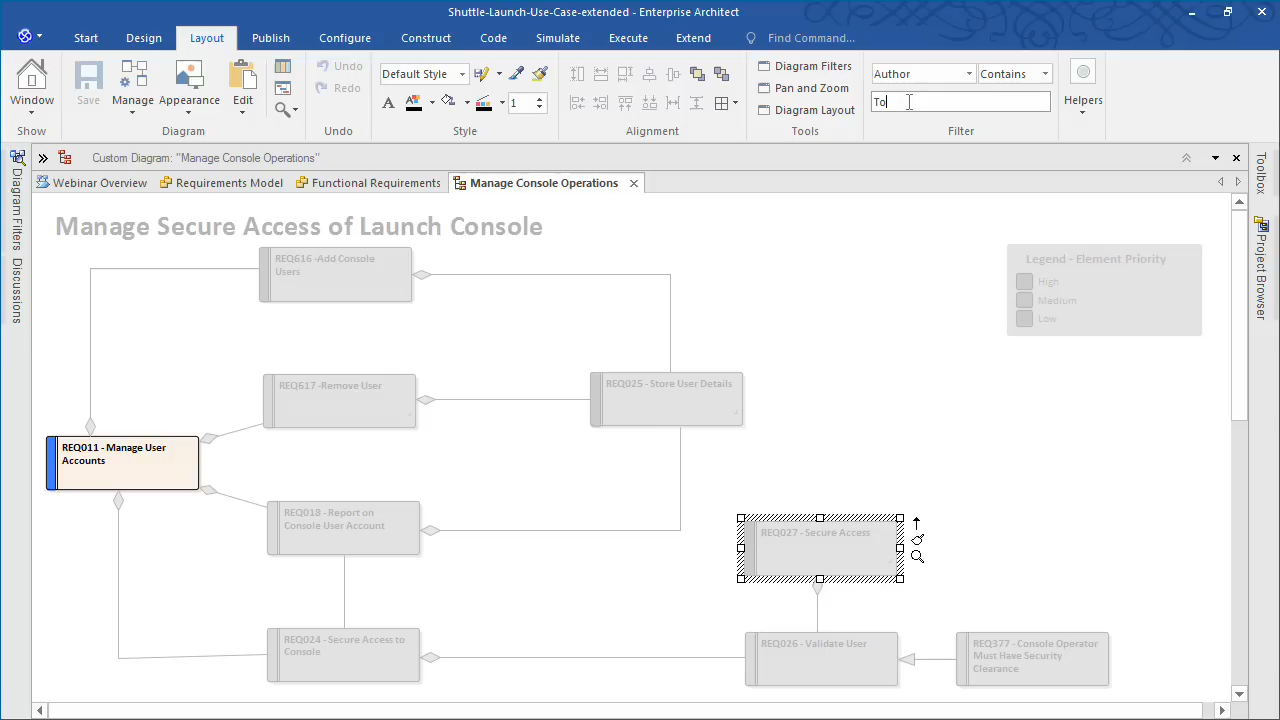 Shuttle-Launch-Use-Case-extended - Enterprise Architect
Start
Design
Layout
Publish
Configure
Construct
Code
Simulate
Execute
Extend
Find Command...
Window
Save
Manage
Appearance
Edit
Undo
Redo
Default Style
1
Diagram Filters
Pan and Zoom
Diagram Layout
Author
Contains
To
Helpers
Show
Diagram
Undo
Style
Alignment
Tools
Filter
Custom Diagram: "Manage Console Operations"
Webinar Overview
Requirements Model
Functional Requirements
Manage Console Operations
Diagram Filters
Discussions
Toolbox
Project Browser
Manage Secure Access of Launch Console
REQ616 -Add Console
Users
Legend - Element Priority
High
Medium
Low
REQ617 -Remove User
REQ025 - Store User Details
REQ011 - Manage User
Accounts
REQ018 - Report on
Console User Account
REQ027 - Secure Access
REQ024 - Secure Access to
Console
REQ026 - Validate User
REQ377 - Console Operator
Must Have Security
Clearance